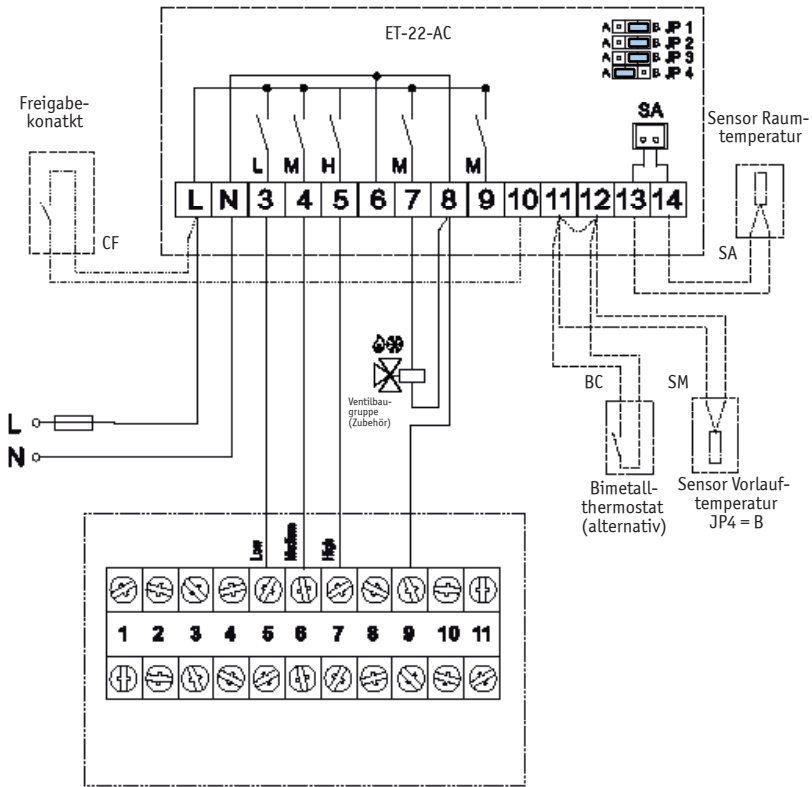 ET-22-AC
A B JP 1
A B JP 2
A B JP 3
A B JP 4
Freigabe-
konatkt
SA
Sensor Raum-
temperatur
L M H M M
L N 3 4 5 6 7 8 9 10 11 12 13 14
CF
SA
BC
SM
Ventilbau-
gruppe
(Zubehör)
L
N
Bimetall-
thermostat
(alternativ)
Sensor Vorlauf-
temperatur
JP4 = B
Low
Medium
High
1 2 3 4 5 6 7 8 9 10 11